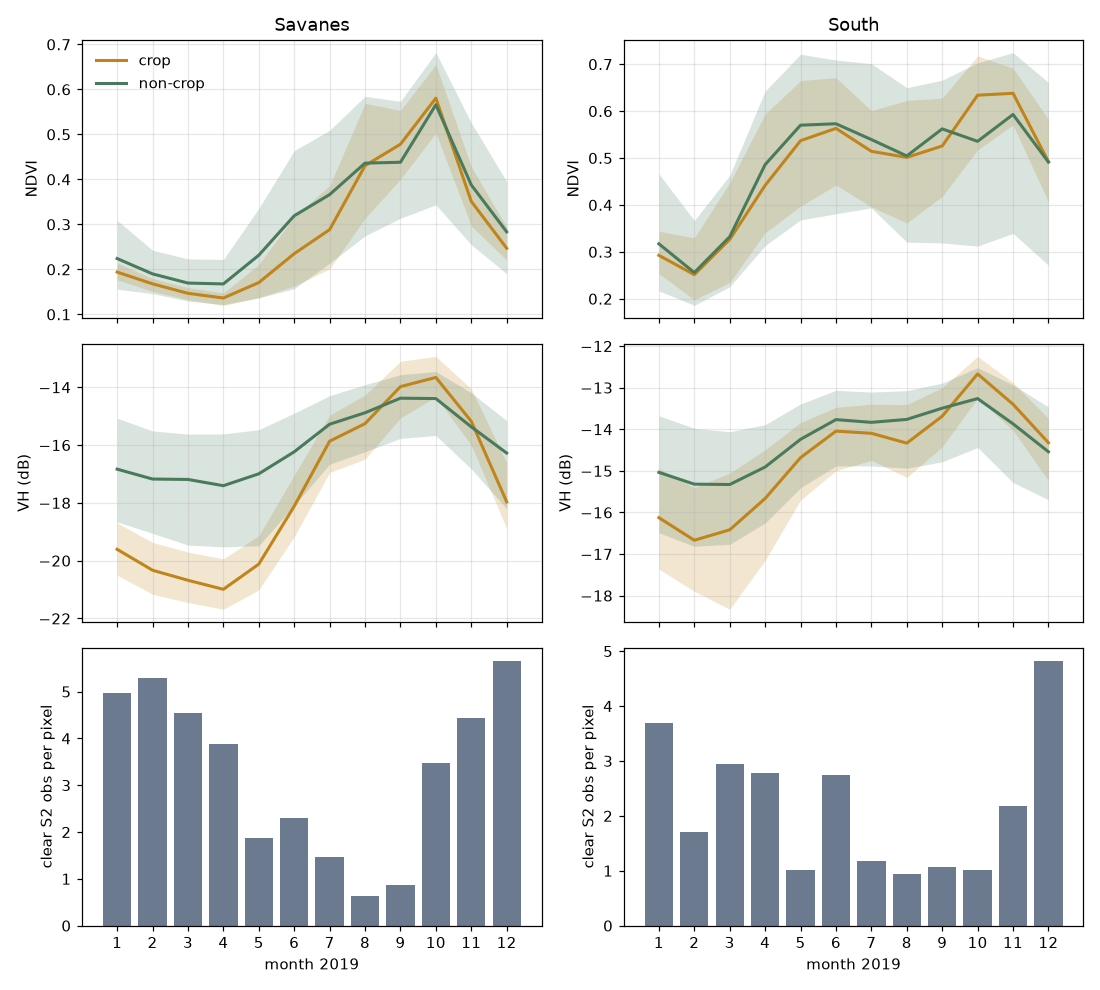 Savanes
South
0.7
0.6
0.5
0.4
0.3
0.2
0.1
NDVI
crop
non-crop
0.7
0.6
0.5
0.4
0.3
0.2
NDVI
−14
−16
−18
−20
−22
VH (dB)
−12
−13
−14
−15
−16
−17
−18
VH (dB)
5
4
3
2
1
0
clear S2 obs per pixel
1 2 3 4 5 6 7 8 9 10 11 12
month 2019
5
4
3
2
1
0
clear S2 obs per pixel
1 2 3 4 5 6 7 8 9 10 11 12
month 2019